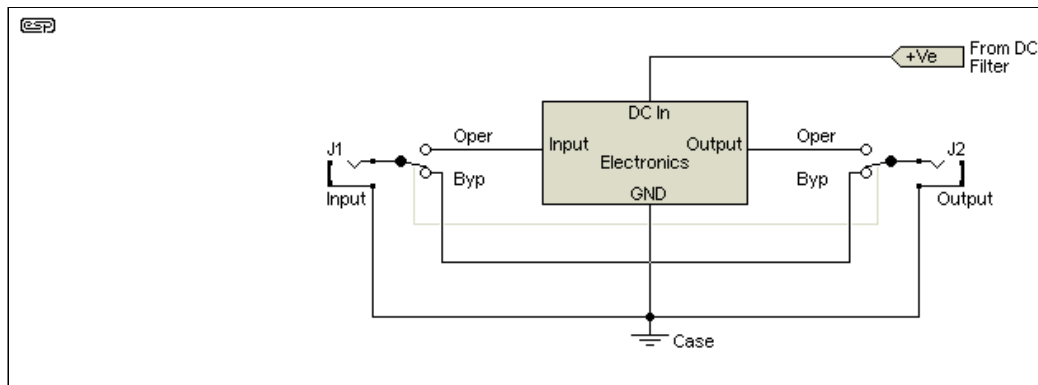 esp
+Ve
From DC
Filter
DC In
Oper
Input
Output
Oper
Electronics
J1
J2
Byp
Byp
GND
Input
Output
Case